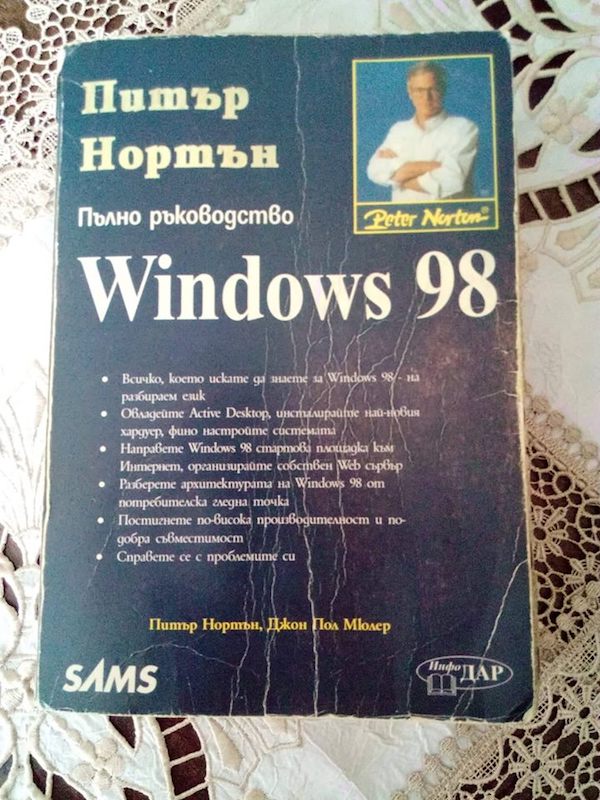 Питър
Нортън
Peter Norton®
Пълно ръководство
Windows 98
• Всичко, което искате да знаете за Windows 98 - на
разбираем език
• Овладейте Active Desktop, инсталирайте най-новия
хардуер, фино настройте системата
• Направете Windows 98 стартова площадка към
Интернет, организирайте собствен Web сървър
• Разберете архитектурата на Windows 98 от
потребителска гледна точка
• Постигнете по-висока производителност и по-
добра съвместимост
• Справете се с проблемите си
Питър Нортън, Джон Пол Мюлер
SAMS
ИнфоДАР